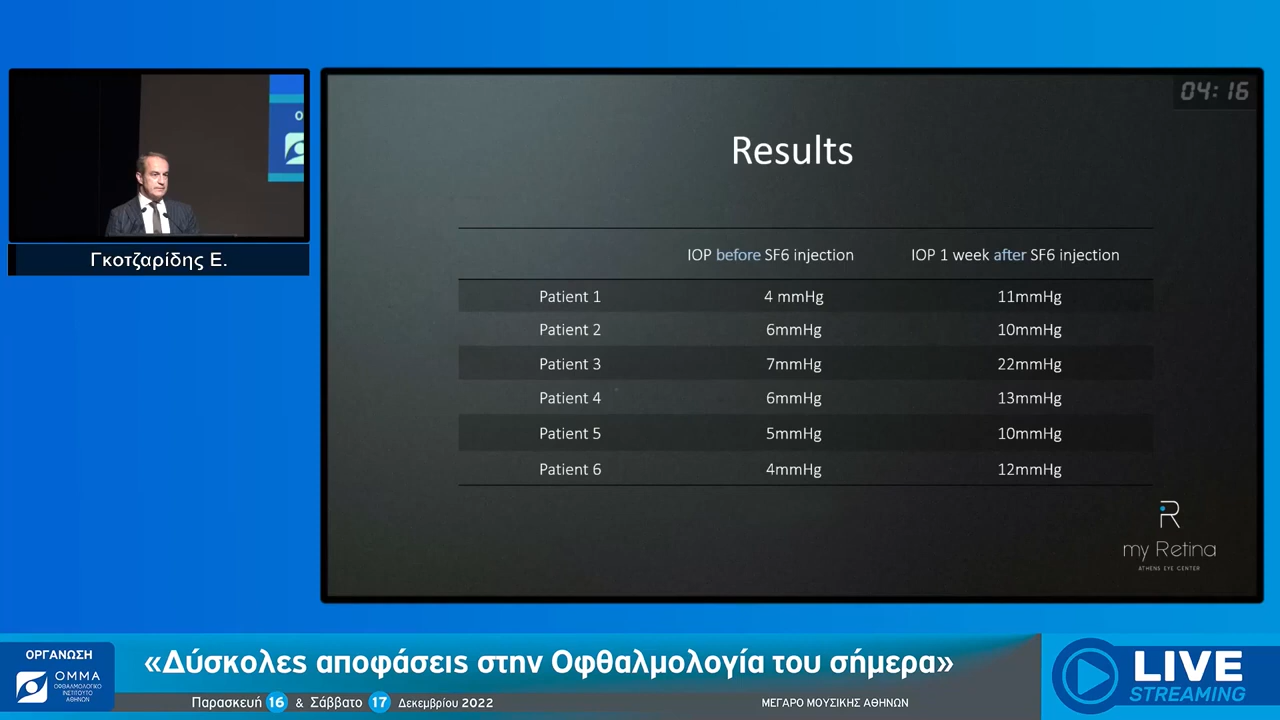 04:16
Γκοτζαρίδης Ε.
Results
IOP before SF6 injection IOP 1 week after SF6 injection
Patient 1 4 mmHg 11mmHg
Patient 2 6mmHg 10mmHg
Patient 3 7mmHg 22mmHg
Patient 4 6mmHg 13mmHg
Patient 5 5mmHg 10mmHg
Patient 6 4mmHg 12mmHg
my Retina
ATHENS EYE CENTER
ΟΡΓΑΝΩΣΗ
ΟΜΜΑ
ΟΦΘΑΛΜΟΛΟΓΙΚΟ
ΙΝΣΤΙΤΟΥΤΟ
ΑΘΗΝΩΝ
«Δύσκολες αποφάσεις στην Οφθαλμολογία του σήμερα»
Παρασκευή 16 & Σάββατο 17 Δεκεμβρίου 2022
ΜΕΓΑΡΟ ΜΟΥΣΙΚΗΣ ΑΘΗΝΩΝ
LIVE
STREAMING